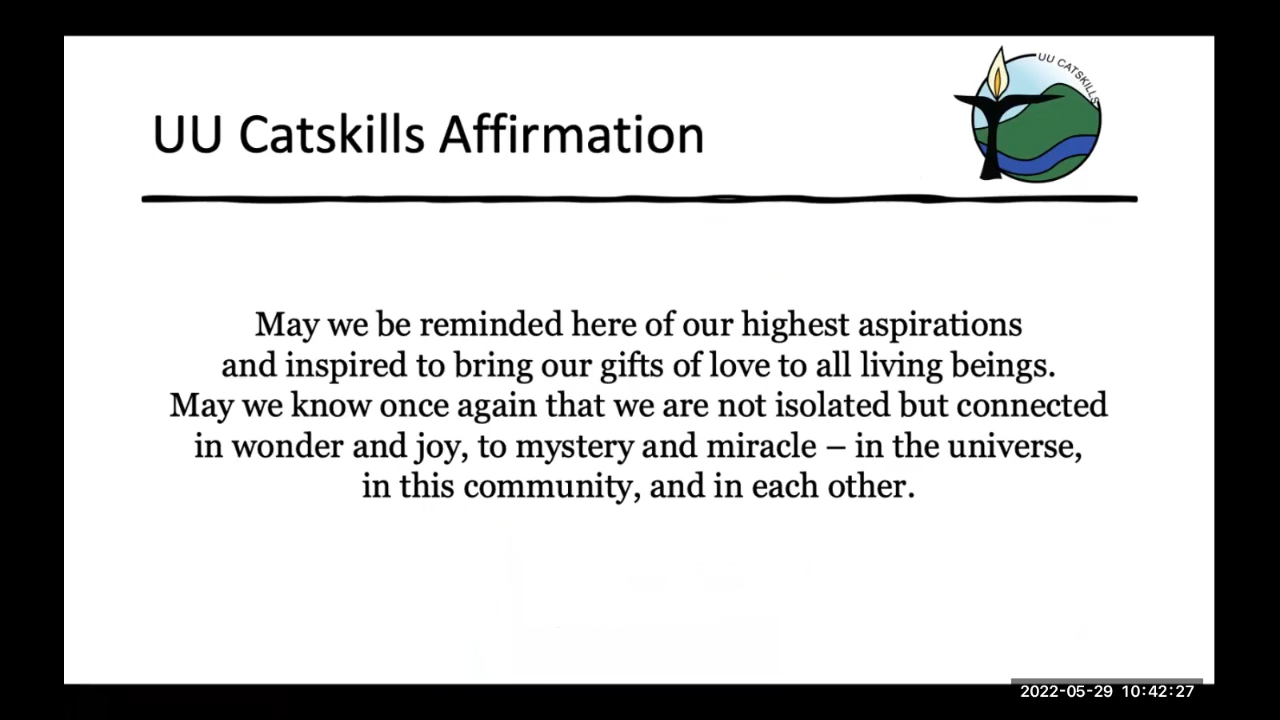 UU CATSKILLS
UU Catskills Affirmation
May we be reminded here of our highest aspirations
and inspired to bring our gifts of love to all living beings.
May we know once again that we are not isolated but connected
in wonder and joy, to mystery and miracle – in the universe,
in this community, and in each other.
2022-05-29 10:42:27